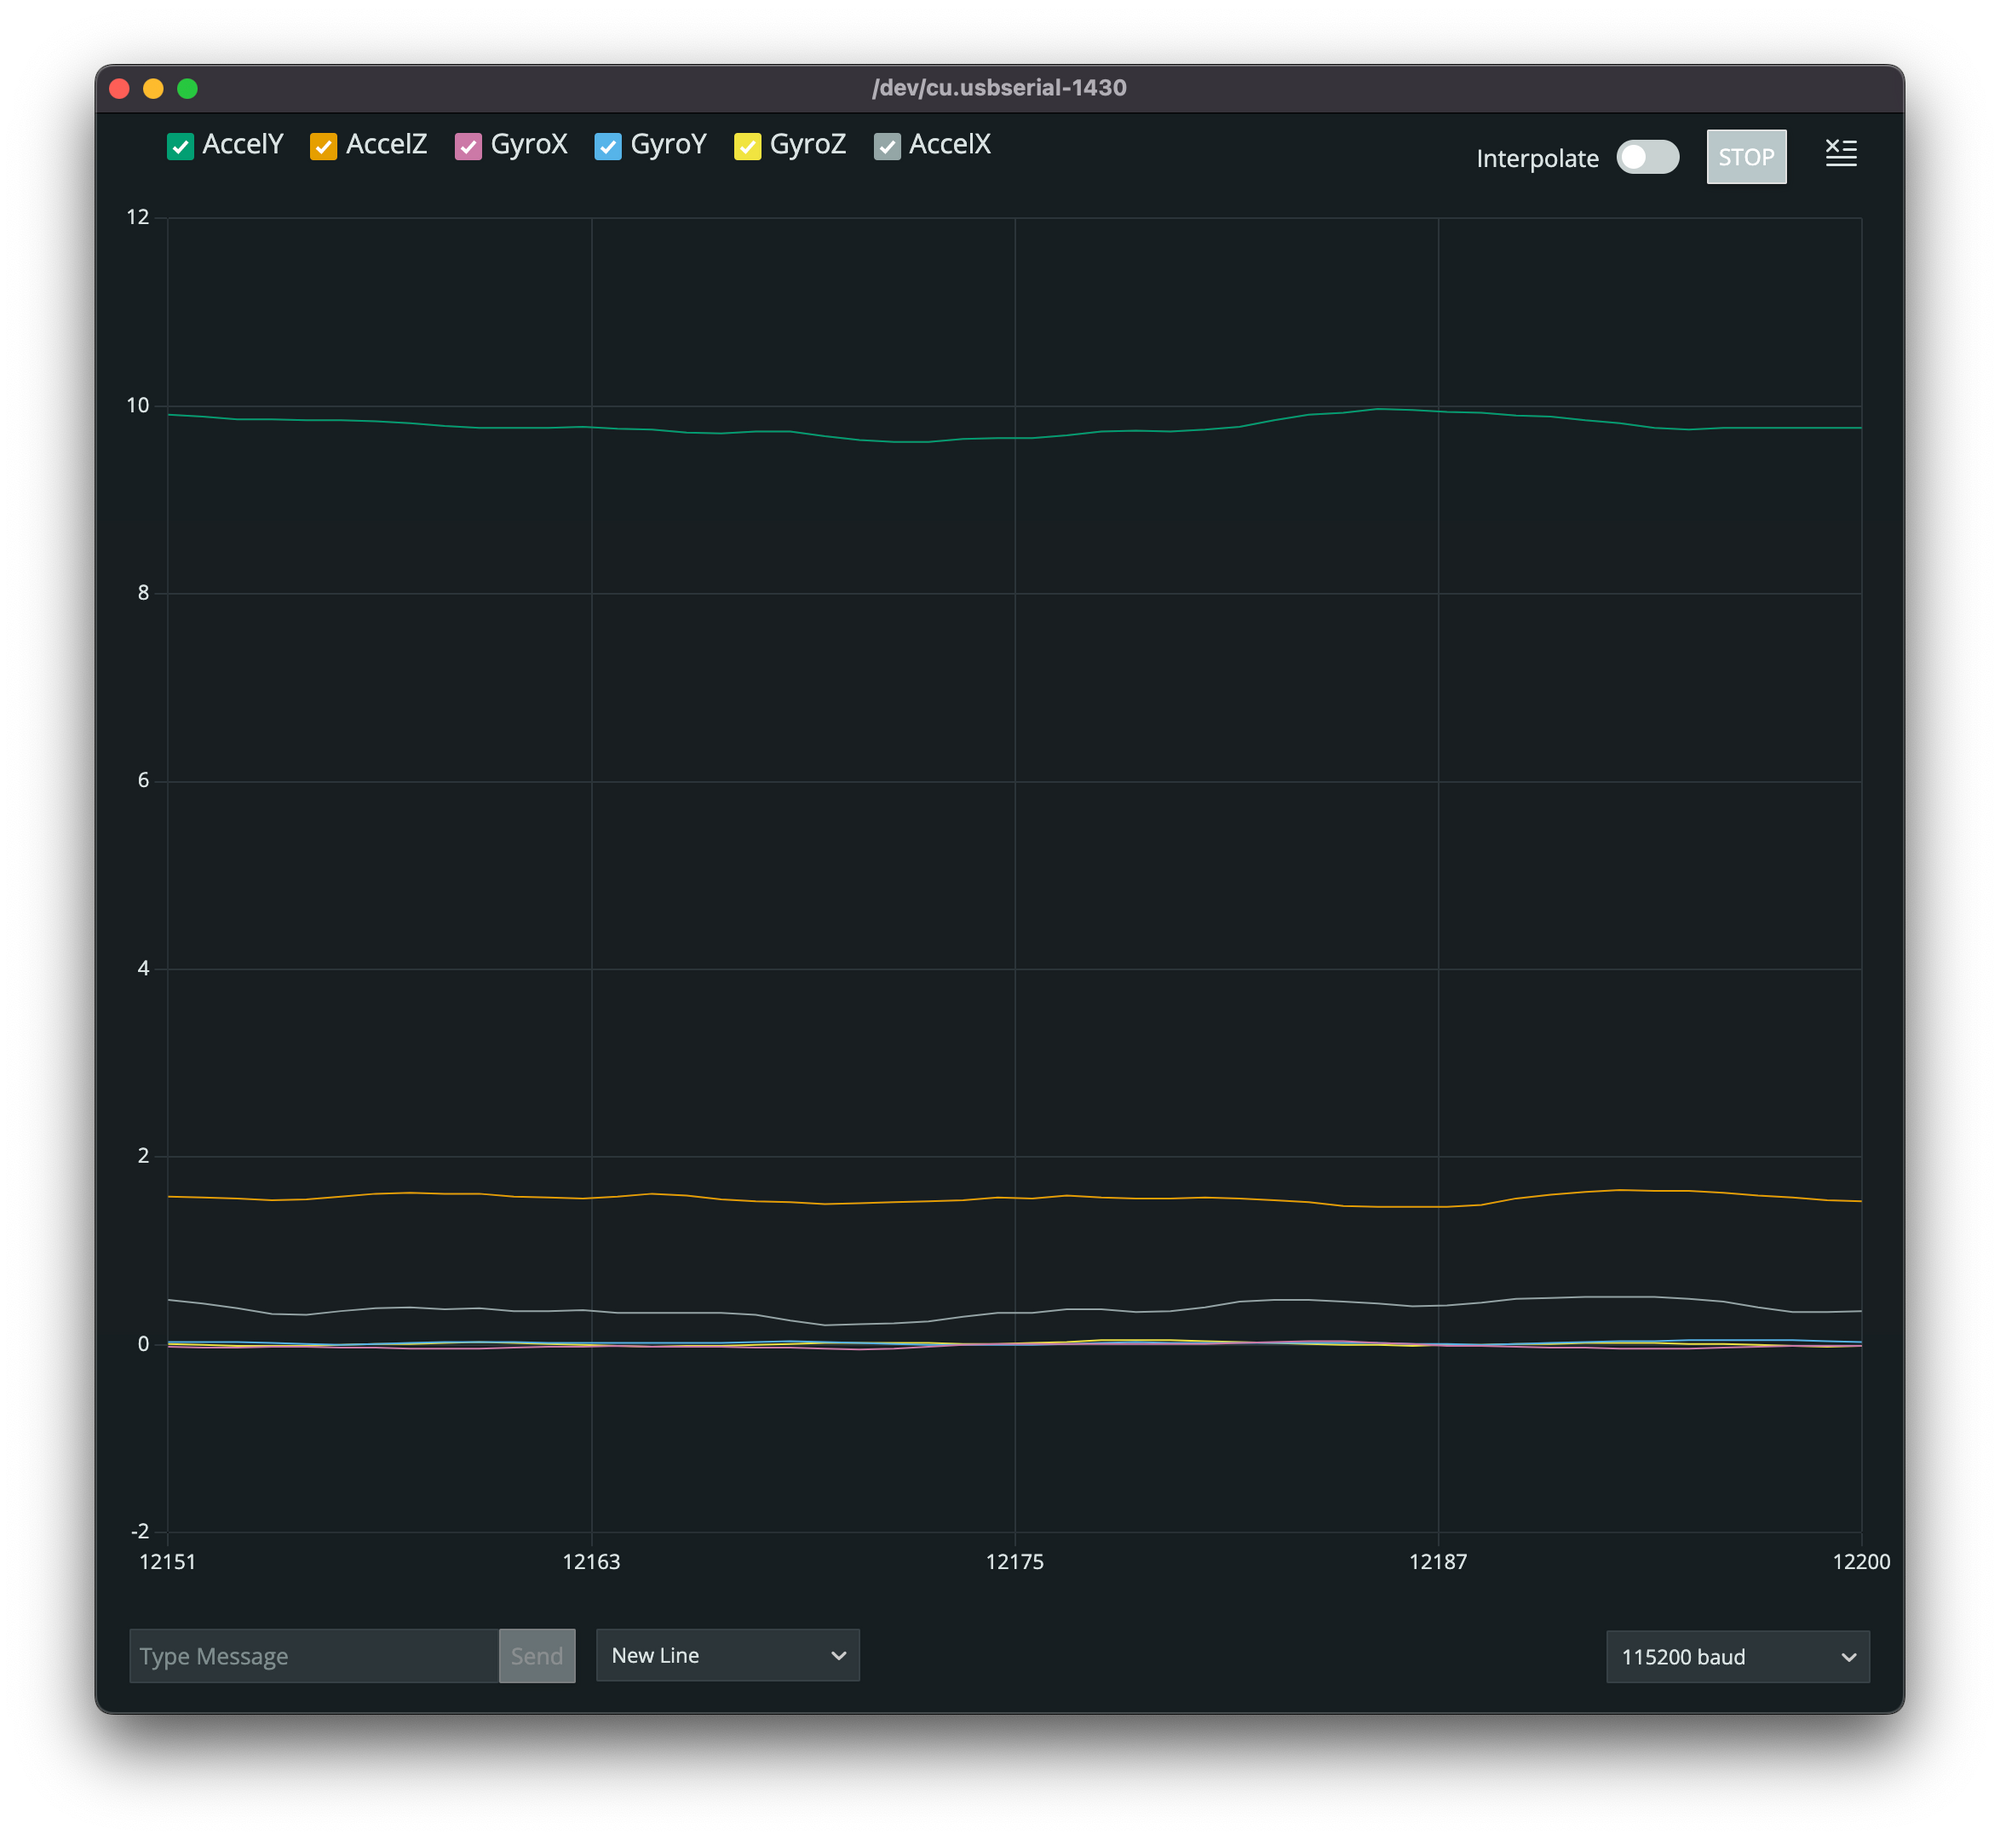 /dev/cu.usbserial-1430
AccelY AccelZ GyroX GyroY GyroZ AccelX
Interpolate STOP
12
10
8
6
4
2
0
-2
12151 12163 12175 12187 12200
Type Message Send New Line 115200 baud